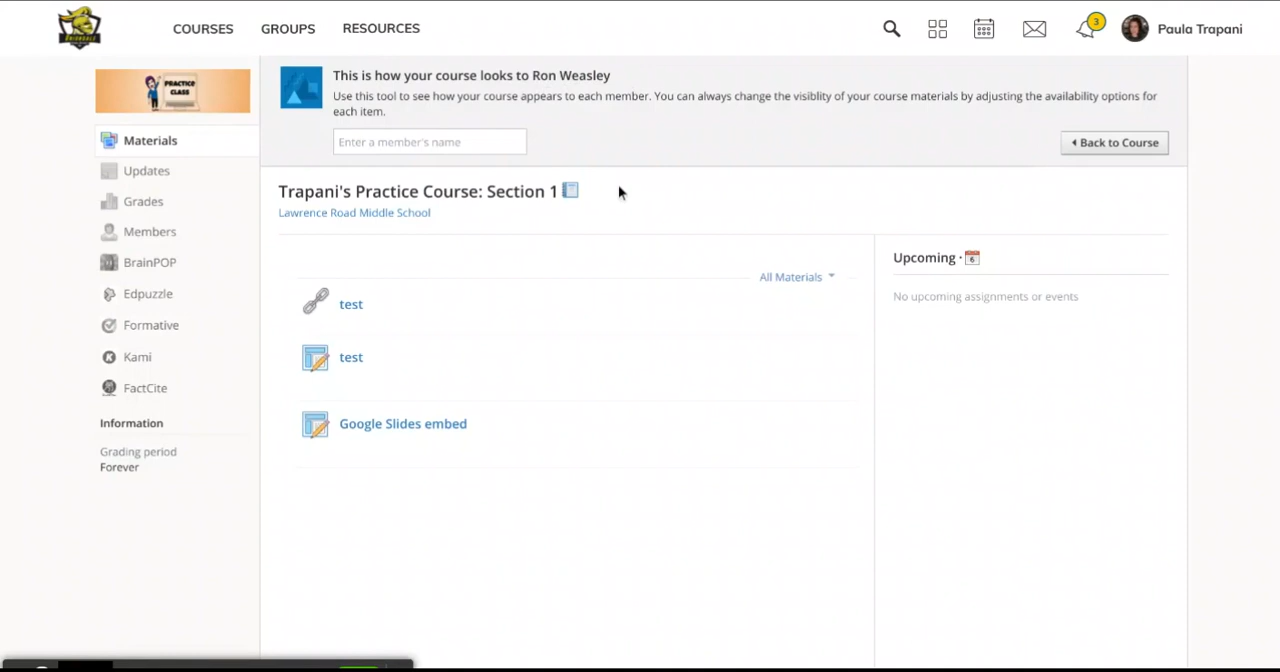 COURSES GROUPS RESOURCES
3
Paula Trapani
PRACTICE
CLASS
This is how your course looks to Ron Weasley
Use this tool to see how your course appears to each member. You can always change the visiblity of your course materials by adjusting the availability options for
each item.
Enter a member's name
Back to Course
Materials
Updates
Grades
Members
BrainPOP
Edpuzzle
Formative
Kami
FactCite
Information
Grading period
Forever
Trapani's Practice Course: Section 1
Lawrence Road Middle School
All Materials
test
test
Google Slides embed
Upcoming · 6
No upcoming assignments or events